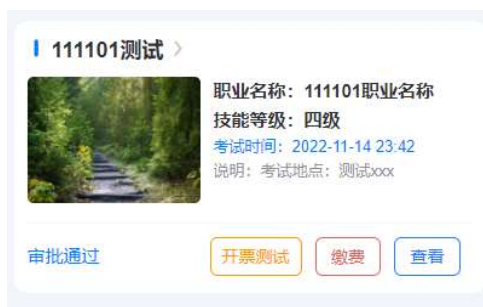 111101测试
职业名称：111101职业名称
技能等级：四级
考试时间：2022-11-14 23:42
说明：考试地点：测试xxx
审批通过
开票测试
缴费
查看